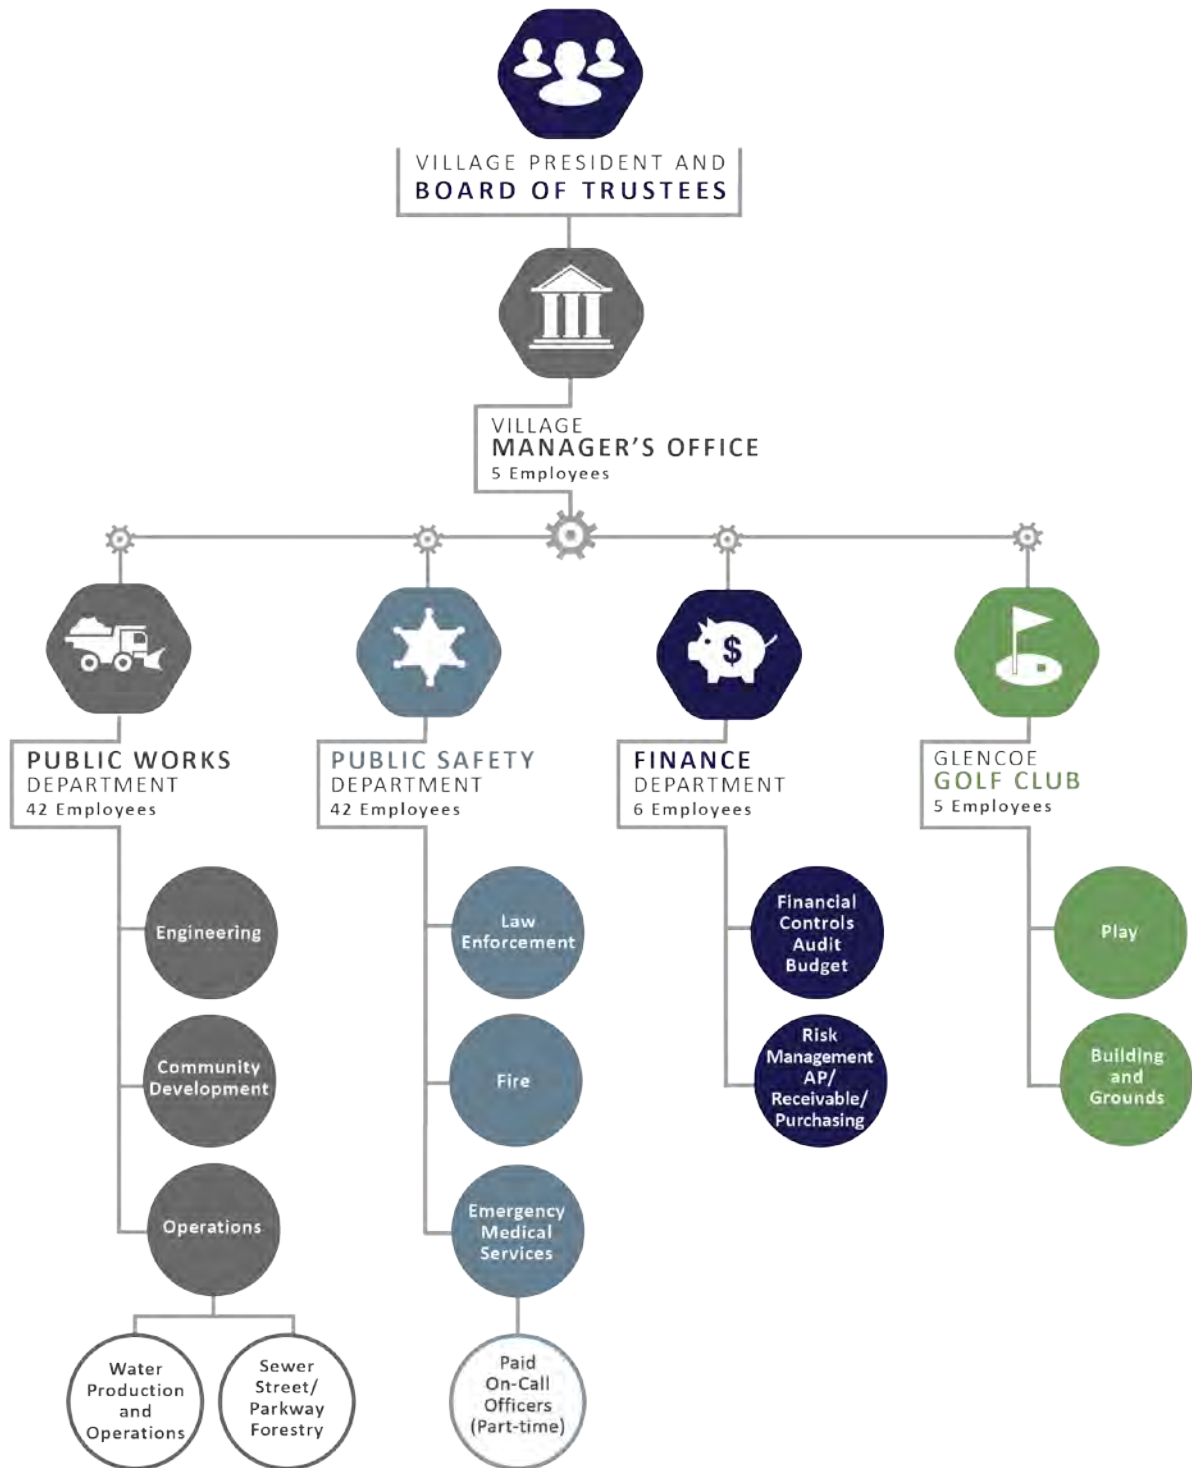 VILLAGE PRESIDENT AND
BOARD OF TRUSTEES
VILLAGE
MANAGER'S OFFICE
5 Employees
PUBLIC WORKS
DEPARTMENT
42 Employees
PUBLIC SAFETY
DEPARTMENT
42 Employees
$
FINANCE
DEPARTMENT
6 Employees
GLENCOE
GOLF CLUB
5 Employees
Engineering
Community
Development
Operations
Water
Production
and
Operations
Sewer
Street/
Parkway
Forestry
Law
Enforcement
Fire
Emergency
Medical
Services
Paid
On-Call
Officers
(Part-time)
Financial
Controls
Audit
Budget
Risk
Management
AP/
Receivable/
Purchasing
Play
Building
and
Grounds